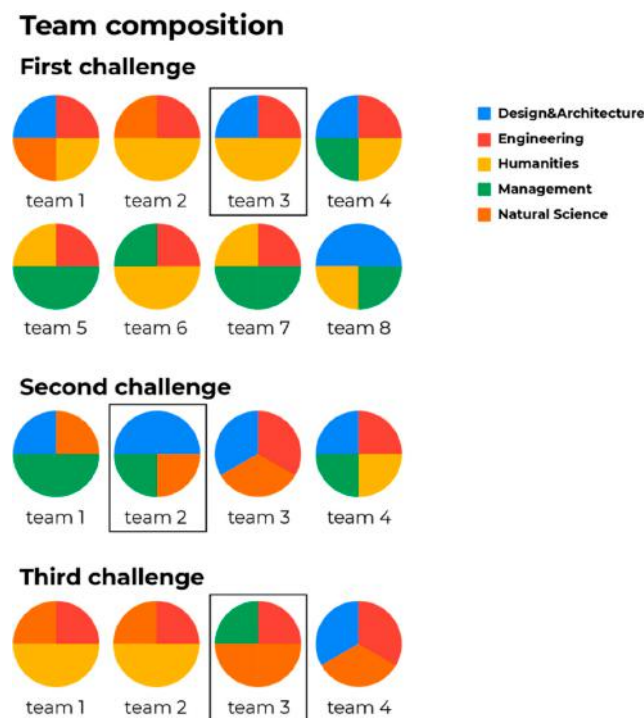 Team composition
First challenge
Design&Architecture
Engineering
Humanities
Management
Natural Science
team 1 team 2 team 3 team 4
team 5 team 6 team 7 team 8
Second challenge
team 1 team 2 team 3 team 4
Third challenge
team 1 team 2 team 3 team 4